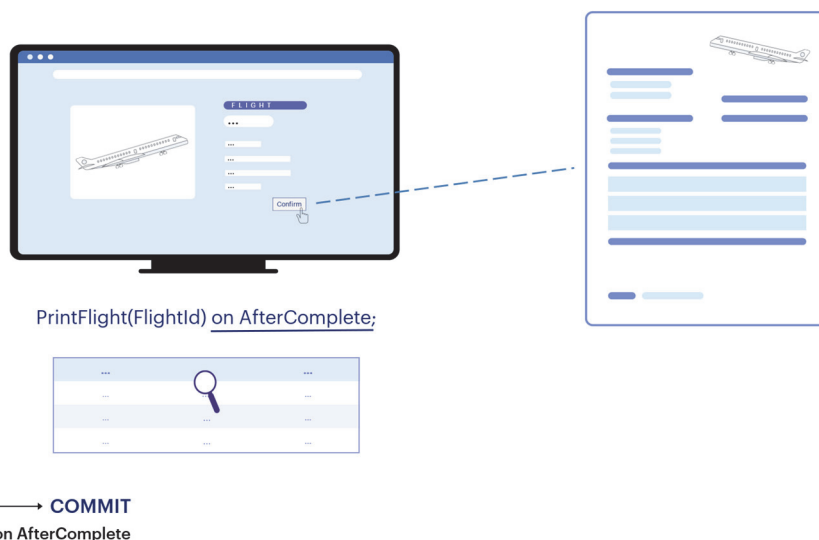 FLIGHT
...
...
...
...
...
Confirm
PrintFlight(FlightId) on AfterComplete;
... ...
... ... ...
... ... ...
... ... ...
COMMIT
on AfterComplete